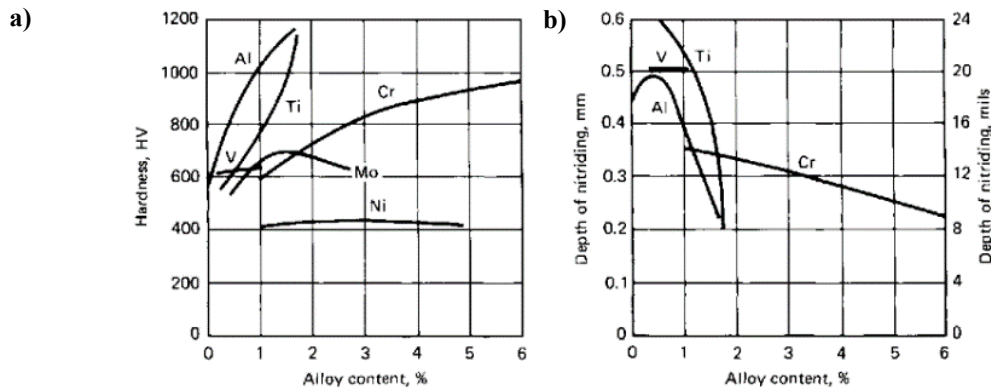 a)
1200
1000
800
600
400
200
0
Hardness, HV
Al
Ti
Cr
V
Mo
Ni
0 1 2 3 4 5 6
Alloy content, %
b)
0.6
0.5
0.4
0.3
0.2
0.1
0
Depth of nitriding, mm
V
Ti
Al
Cr
24
20
16
12
8
4
0
Depth of nitriding, mils
0 1 2 3 4 5 6
Alloy content, %